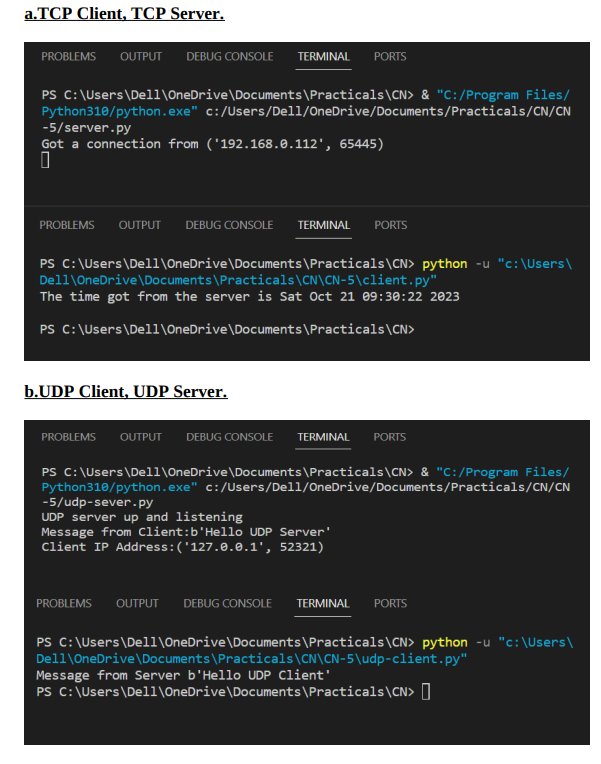 a.TCP Client, TCP Server.
PROBLEMS OUTPUT DEBUG CONSOLE TERMINAL PORTS
PS C:\Users\Dell\OneDrive\Documents\Practicals\CN> & "C:/Program Files/
Python310/python.exe" c:/Users/Dell/OneDrive/Documents/Practicals/CN/CN
-5/server.py
Got a connection from ('192.168.0.112', 65445)
PROBLEMS OUTPUT DEBUG CONSOLE TERMINAL PORTS
PS C:\Users\Dell\OneDrive\Documents\Practicals\CN> python -u "c:\Users\
Dell\OneDrive\Documents\Practicals\CN\CN-5\client.py"
The time got from the server is Sat Oct 21 09:30:22 2023
PS C:\Users\Dell\OneDrive\Documents\Practicals\CN>
b.UDP Client, UDP Server.
PROBLEMS OUTPUT DEBUG CONSOLE TERMINAL PORTS
PS C:\Users\Dell\OneDrive\Documents\Practicals\CN> & "C:/Program Files/
Python310/python.exe" c:/Users/Dell/OneDrive/Documents/Practicals/CN/CN
-5/udp-sever.py
UDP server up and listening
Message from Client:b'Hello UDP Server'
Client IP Address:('127.0.0.1', 52321)
PROBLEMS OUTPUT DEBUG CONSOLE TERMINAL PORTS
PS C:\Users\Dell\OneDrive\Documents\Practicals\CN> python -u "c:\Users\
Dell\OneDrive\Documents\Practicals\CN\CN-5\udp-client.py"
Message from Server b'Hello UDP Client'
PS C:\Users\Dell\OneDrive\Documents\Practicals\CN>